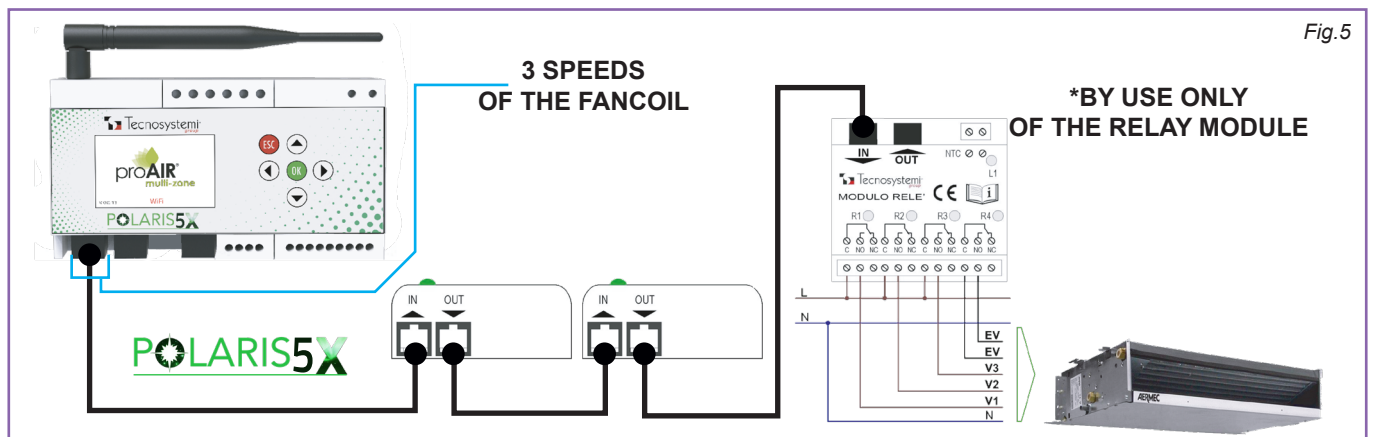 Fig.5
3 SPEEDS
OF THE FANCOIL
*BY USE ONLY
OF THE RELAY MODULE
Tecnosystemi
group
proAIR®
multi-zone
WiFi
POLARIS5X
ESC
OK
POLARIS5X
IN OUT
IN OUT
IN OUT
NTC
L1
Tecnosystemi
group
CE i
MODULO RELE'
R1 R2 R3 R4
C NO NC C NO NC C NO NC C NO NC
L
N
EV
EV
V3
V2
V1
N
AERMEC